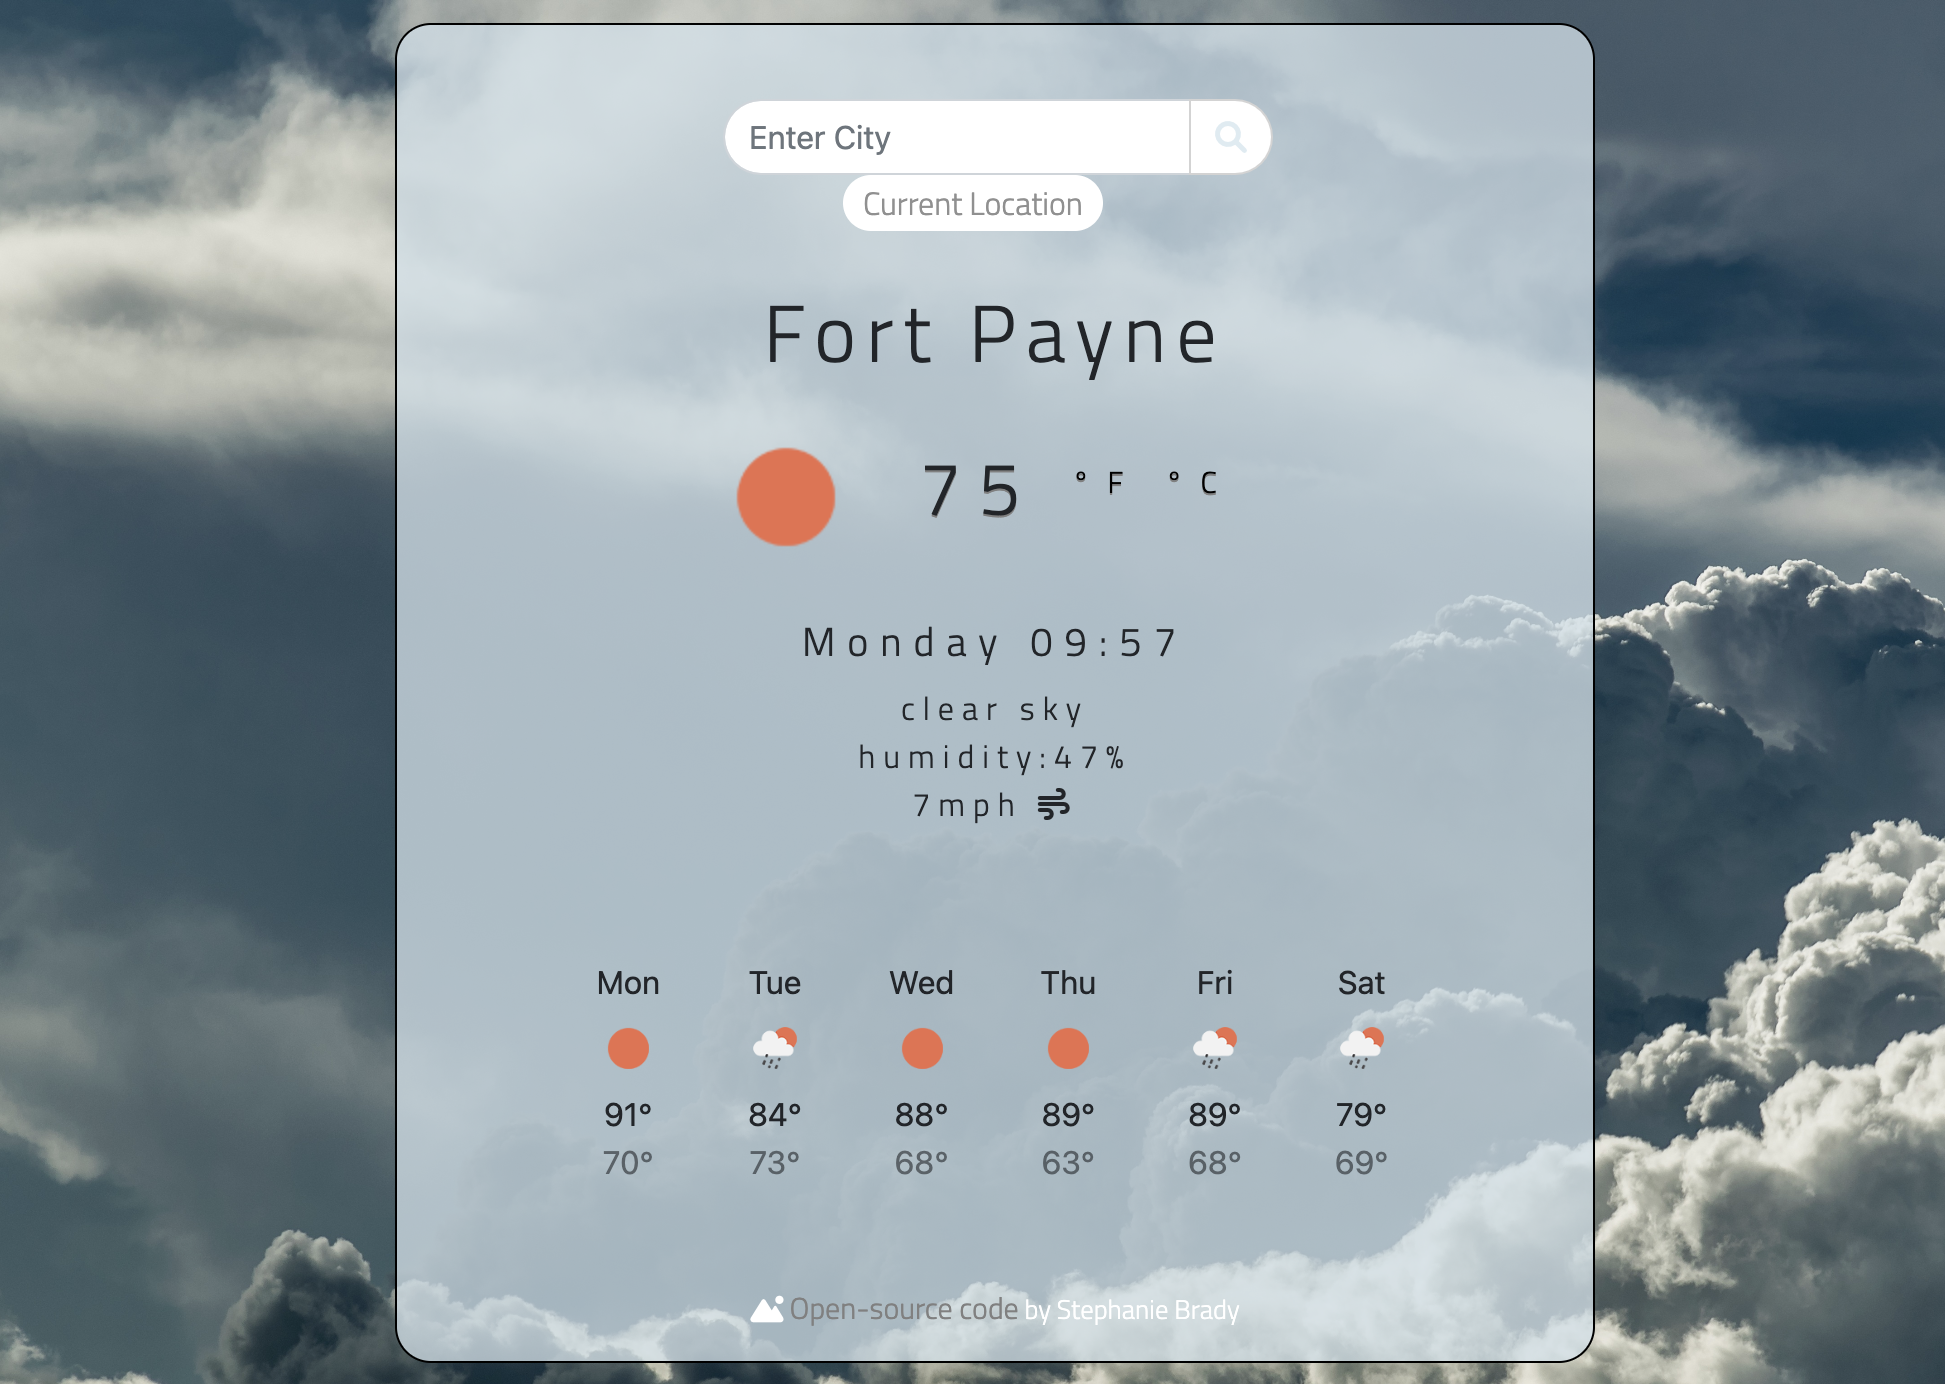 Enter City
Current Location
Fort Payne
75 ° F ° C
Monday 09:57
clear sky
humidity:47%
7mph
Mon Tue Wed Thu Fri Sat
91° 84° 88° 89° 89° 79°
70° 73° 68° 63° 68° 69°
Open-source code by Stephanie Brady